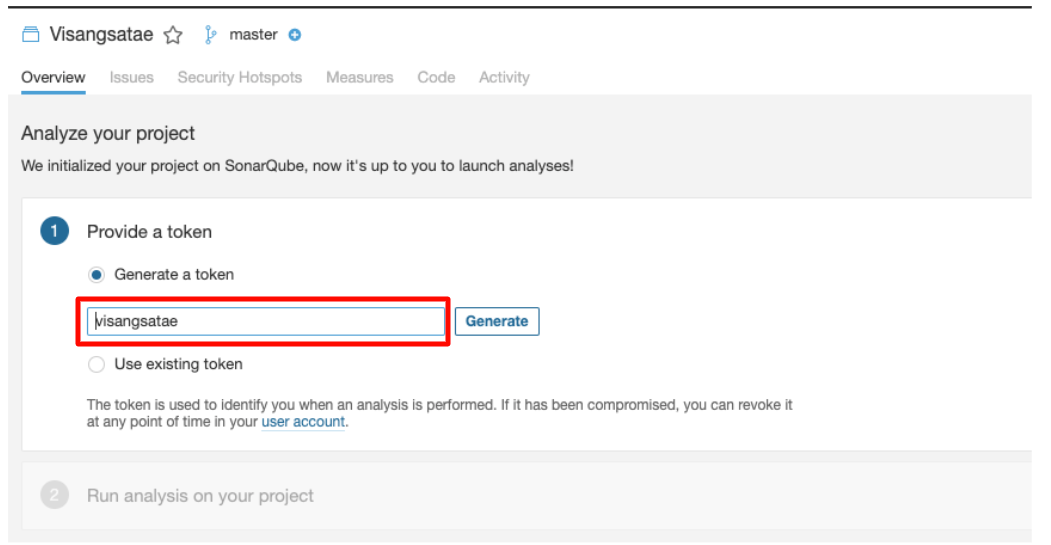 Visangsatae master
Overview Issues Security Hotspots Measures Code Activity
Analyze your project
We initialized your project on SonarQube, now it's up to you to launch analyses!
1 Provide a token
Generate a token
visangsatae Generate
Use existing token
The token is used to identify you when an analysis is performed. If it has been compromised, you can revoke it
at any point of time in your user account.
2 Run analysis on your project